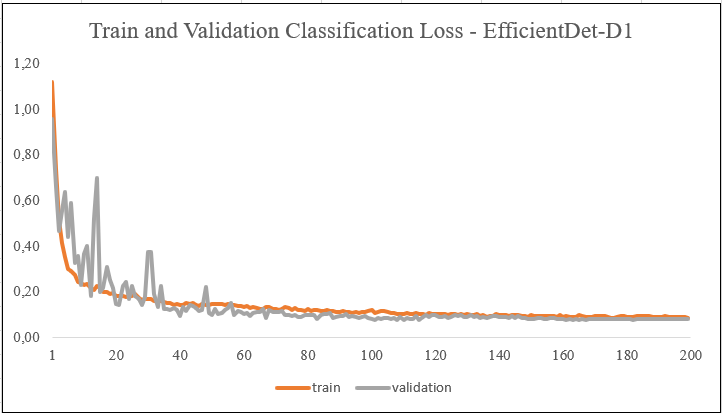 Train and Validation Classification Loss - EfficientDet-D1
1,20
1,00
0,80
0,60
0,40
0,20
0,00
1 20 40 60 80 100 120 140 160 180 200
train validation